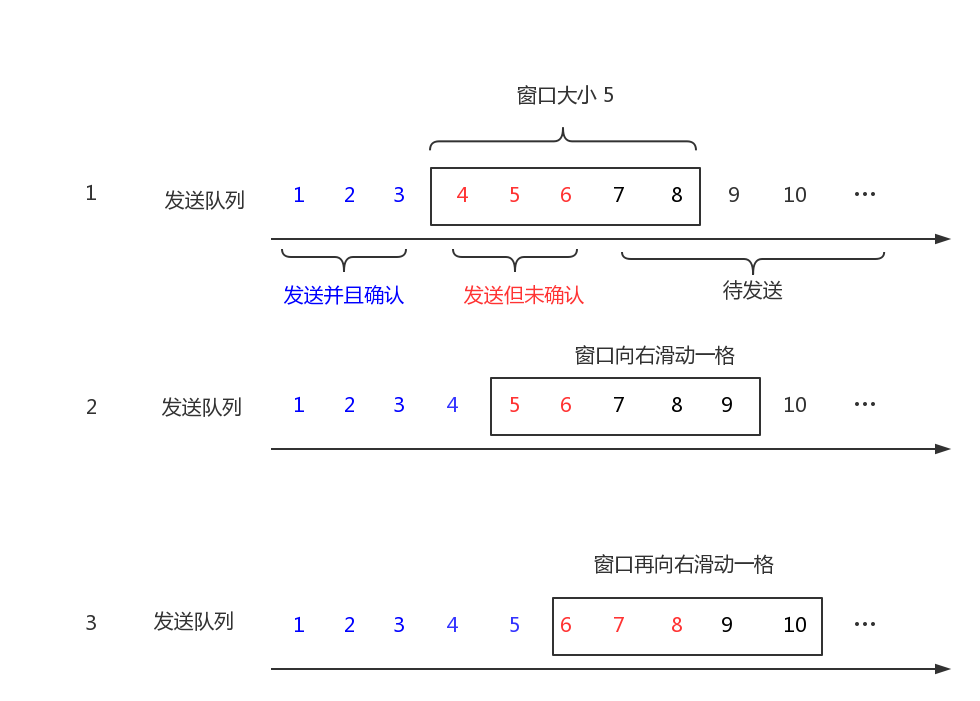 窗口大小 5
1 发送队列 1 2 3 4 5 6 7 8 9 10 ···
发送并且确认 发送但未确认 待发送
窗口向右滑动一格
2 发送队列 1 2 3 4 5 6 7 8 9 10 ···
窗口再向右滑动一格
3 发送队列 1 2 3 4 5 6 7 8 9 10 ···